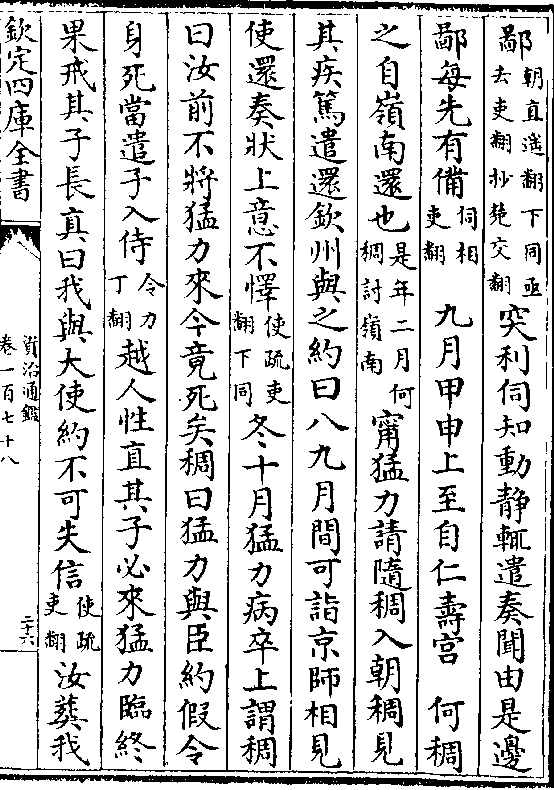 鄙朝直遥翻下同亟去吏翻抄楚交翻突利伺知動静輒遣奏聞由是邊
鄙每先有備伺相吏翻 九月甲申上至自仁壽宫 何稠
之自嶺南還也是年二月何稠討嶺南甯猛力請隨稠入朝稠見
其疾篤遣還欽州與之約曰八九月間可詣京師相見
使還奏狀上意不懌使疏吏翻下同冬十月猛力病卒上謂稠
曰汝前不將猛力來今竟死矣稠曰猛力與臣約假令
身死當遣子入侍令力丁翻越人性直其子必來猛力臨終
果戒其子長真曰我與大使約不可失信使疏吏翻汝葬我
欽定四庫全書
資治通鑑
卷一百七十八
二十六